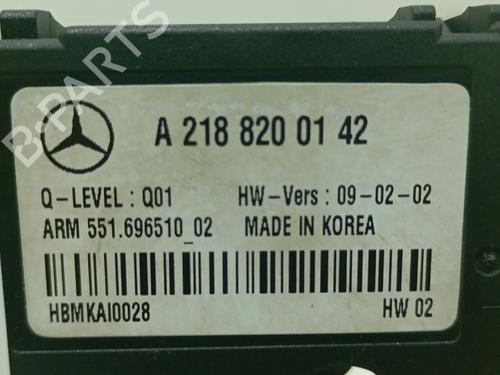 A 218 820 01 42
Q-LEVEL : Q01 HW-Vers : 09-02-02
ARM 551.696510_02 MADE IN KOREA
HBMKAI0028 HW 02
B-PARTS